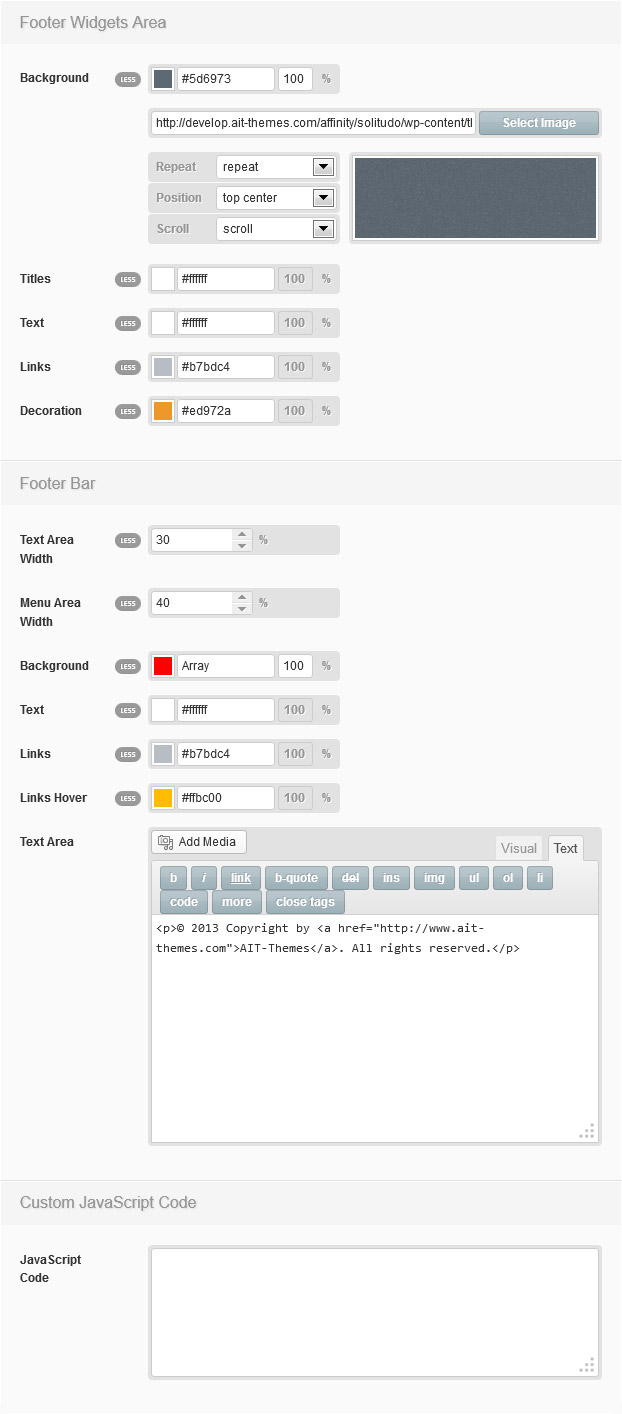 Footer Widgets Area
Background LESS #5d6973 100 %
http://develop.ait-themes.com/affinity/solitudo/wp-content/tl Select Image
Repeat repeat
Position top center
Scroll scroll
Titles LESS #ffffff 100 %
Text LESS #ffffff 100 %
Links LESS #b7bdc4 100 %
Decoration LESS #ed972a 100 %
Footer Bar
Text Area LESS 30 %
Width
Menu Area LESS 40 %
Width
Background LESS Array 100 %
Text LESS #ffffff 100 %
Links LESS #b7bdc4 100 %
Links Hover LESS #ffbc00 100 %
Text Area Add Media Visual Text
b i link b-quote del ins img ul ol li
code more close tags
<p>© 2013 Copyright by <a href="http://www.ait-
themes.com">AIT-Themes</a>. All rights reserved.</p>
Custom JavaScript Code
JavaScript
Code